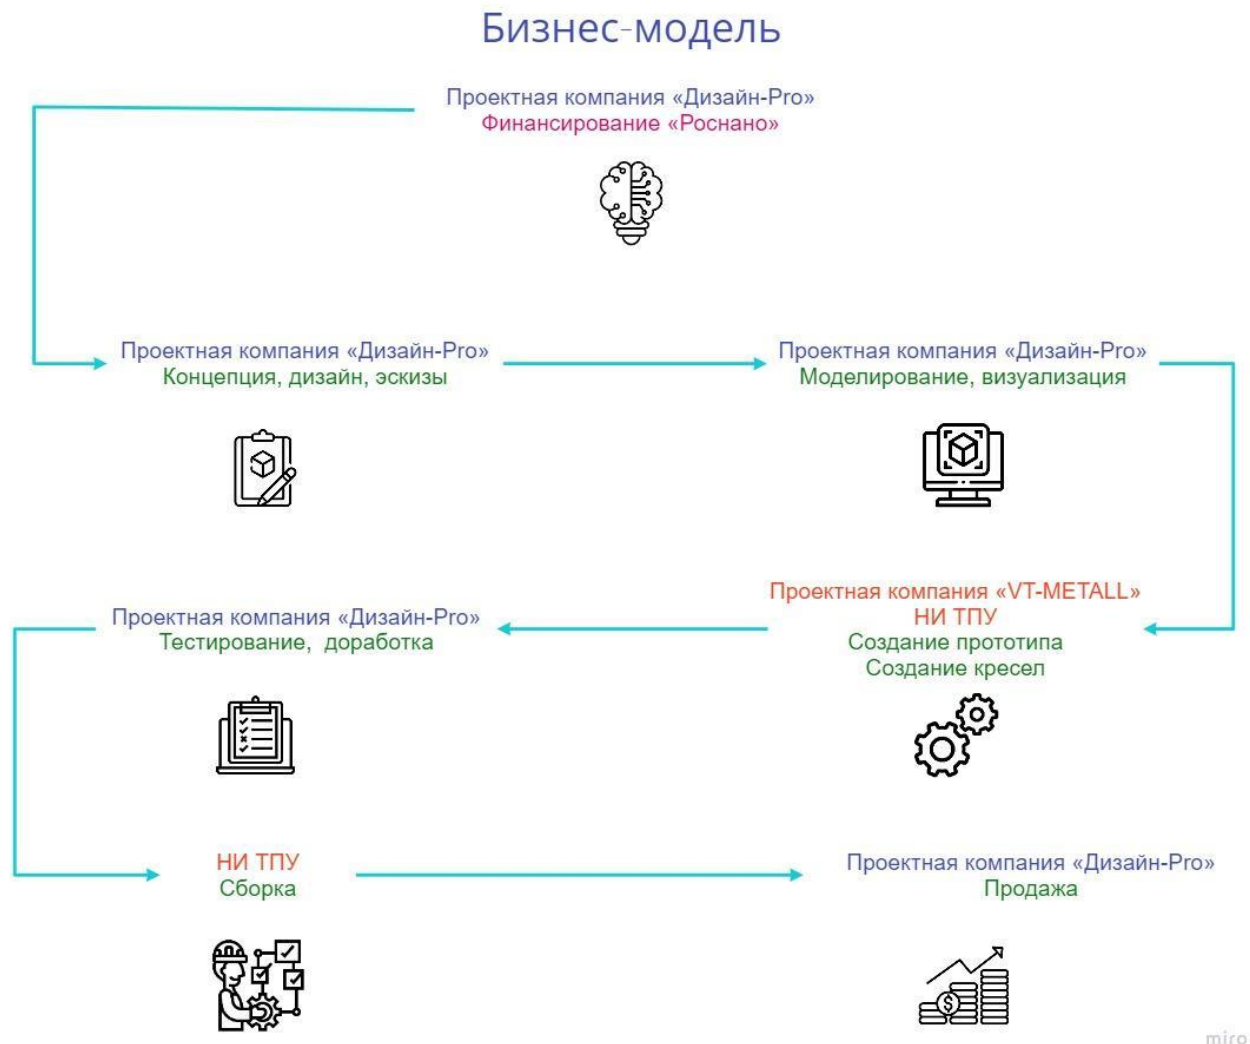 Бизнес-модель
Проектная компания «Дизайн-Pro»
Финансирование «Роснано»
Проектная компания «Дизайн-Pro»
Концепция, дизайн, эскизы
Проектная компания «Дизайн-Pro»
Моделирование, визуализация
Проектная компания «VT-METALL»
НИ ТПУ
Создание прототипа
Создание кресел
Проектная компания «Дизайн-Pro»
Тестирование, доработка
НИ ТПУ
Сборка
Проектная компания «Дизайн-Pro»
Продажа
miro